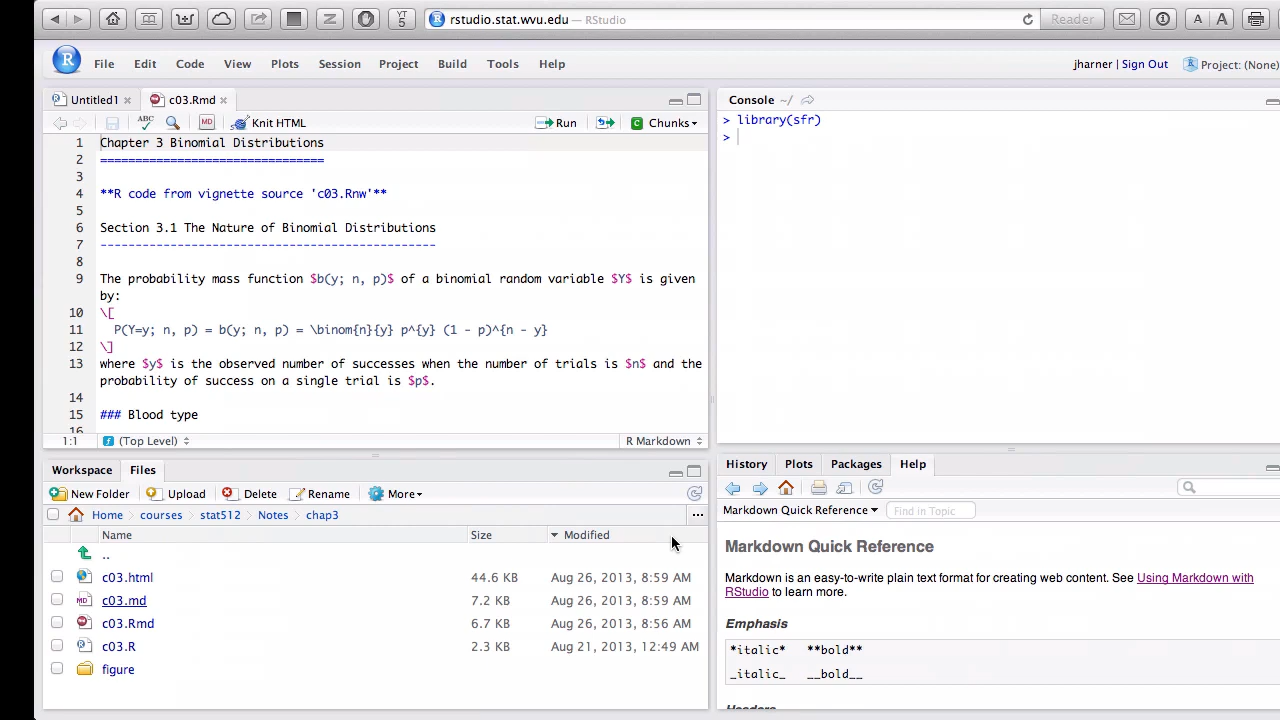 YT
5
rstudio.stat.wvu.edu — RStudio
Reader
A A
R File Edit Code View Plots Session Project Build Tools Help
jharner | Sign Out Project: (None)
Untitled1 × c03.Rmd ×
ABC MD Knit HTML Run C Chunks
1 Chapter 3 Binomial Distributions
2 ================================
3
4 **R code from vignette source 'c03.Rnw'**
5
6 Section 3.1 The Nature of Binomial Distributions
7 ------------------------------------------------
8
9 The probability mass function $b(y; n, p)$ of a binomial random variable $Y$ is given
by:
10 \[
11 P(Y=y; n, p) = b(y; n, p) = \binom{n}{y} p^{y} (1 - p)^{n - y}
12 \]
13 where $y$ is the observed number of successes when the number of trials is $n$ and the
probability of success on a single trial is $p$.
14
15 ### Blood type
16
1:1 (Top Level) R Markdown
Console ~/
> library(sfr)
>
Workspace Files
New Folder Upload Delete Rename More
Home courses stat512 Notes chap3 ...
Name Size Modified
..
c03.html 44.6 KB Aug 26, 2013, 8:59 AM
c03.md 7.2 KB Aug 26, 2013, 8:59 AM
c03.Rmd 6.7 KB Aug 26, 2013, 8:56 AM
c03.R 2.3 KB Aug 21, 2013, 12:49 AM
figure
History Plots Packages Help
Markdown Quick Reference Find in Topic
Markdown Quick Reference
Markdown is an easy-to-write plain text format for creating web content. See Using Markdown with
RStudio to learn more.
Emphasis
*italic* **bold**
_italic_ __bold__
Headers